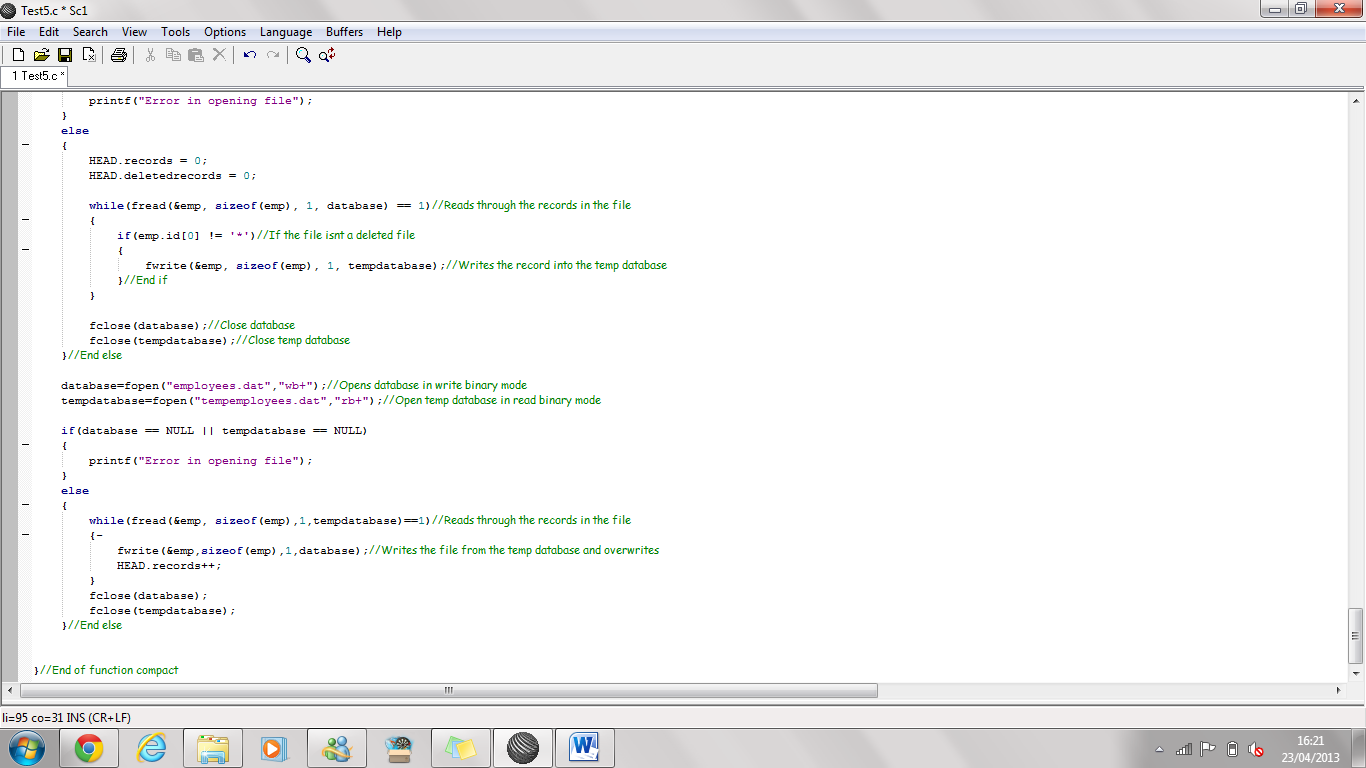 Test5.c * Sc1
File Edit Search View Tools Options Language Buffers Help
1 Test5.c *
printf("Error in opening file");
}
else
{
HEAD.records = 0;
HEAD.deletedrecords = 0;
while(fread(&emp, sizeof(emp), 1, database) == 1)//Reads through the records in the file
{
if(emp.id[0] != '*')//If the file isnt a deleted file
{
fwrite(&emp, sizeof(emp), 1, tempdatabase);//Writes the record into the temp database
}//End if
}
fclose(database);//Close database
fclose(tempdatabase);//Close temp database
}//End else
database=fopen("employees.dat","wb+");//Opens database in write binary mode
tempdatabase=fopen("tempemployees.dat","rb+");//Open temp database in read binary mode
if(database == NULL || tempdatabase == NULL)
{
printf("Error in opening file");
}
else
{
while(fread(&emp, sizeof(emp),1,tempdatabase)==1)//Reads through the records in the file
{-
fwrite(&emp,sizeof(emp),1,database);//Writes the file from the temp database and overwrites
HEAD.records++;
}
fclose(database);
fclose(tempdatabase);
}//End else
}//End of function compact
li=95 co=31 INS (CR+LF)
16:21
23/04/2013